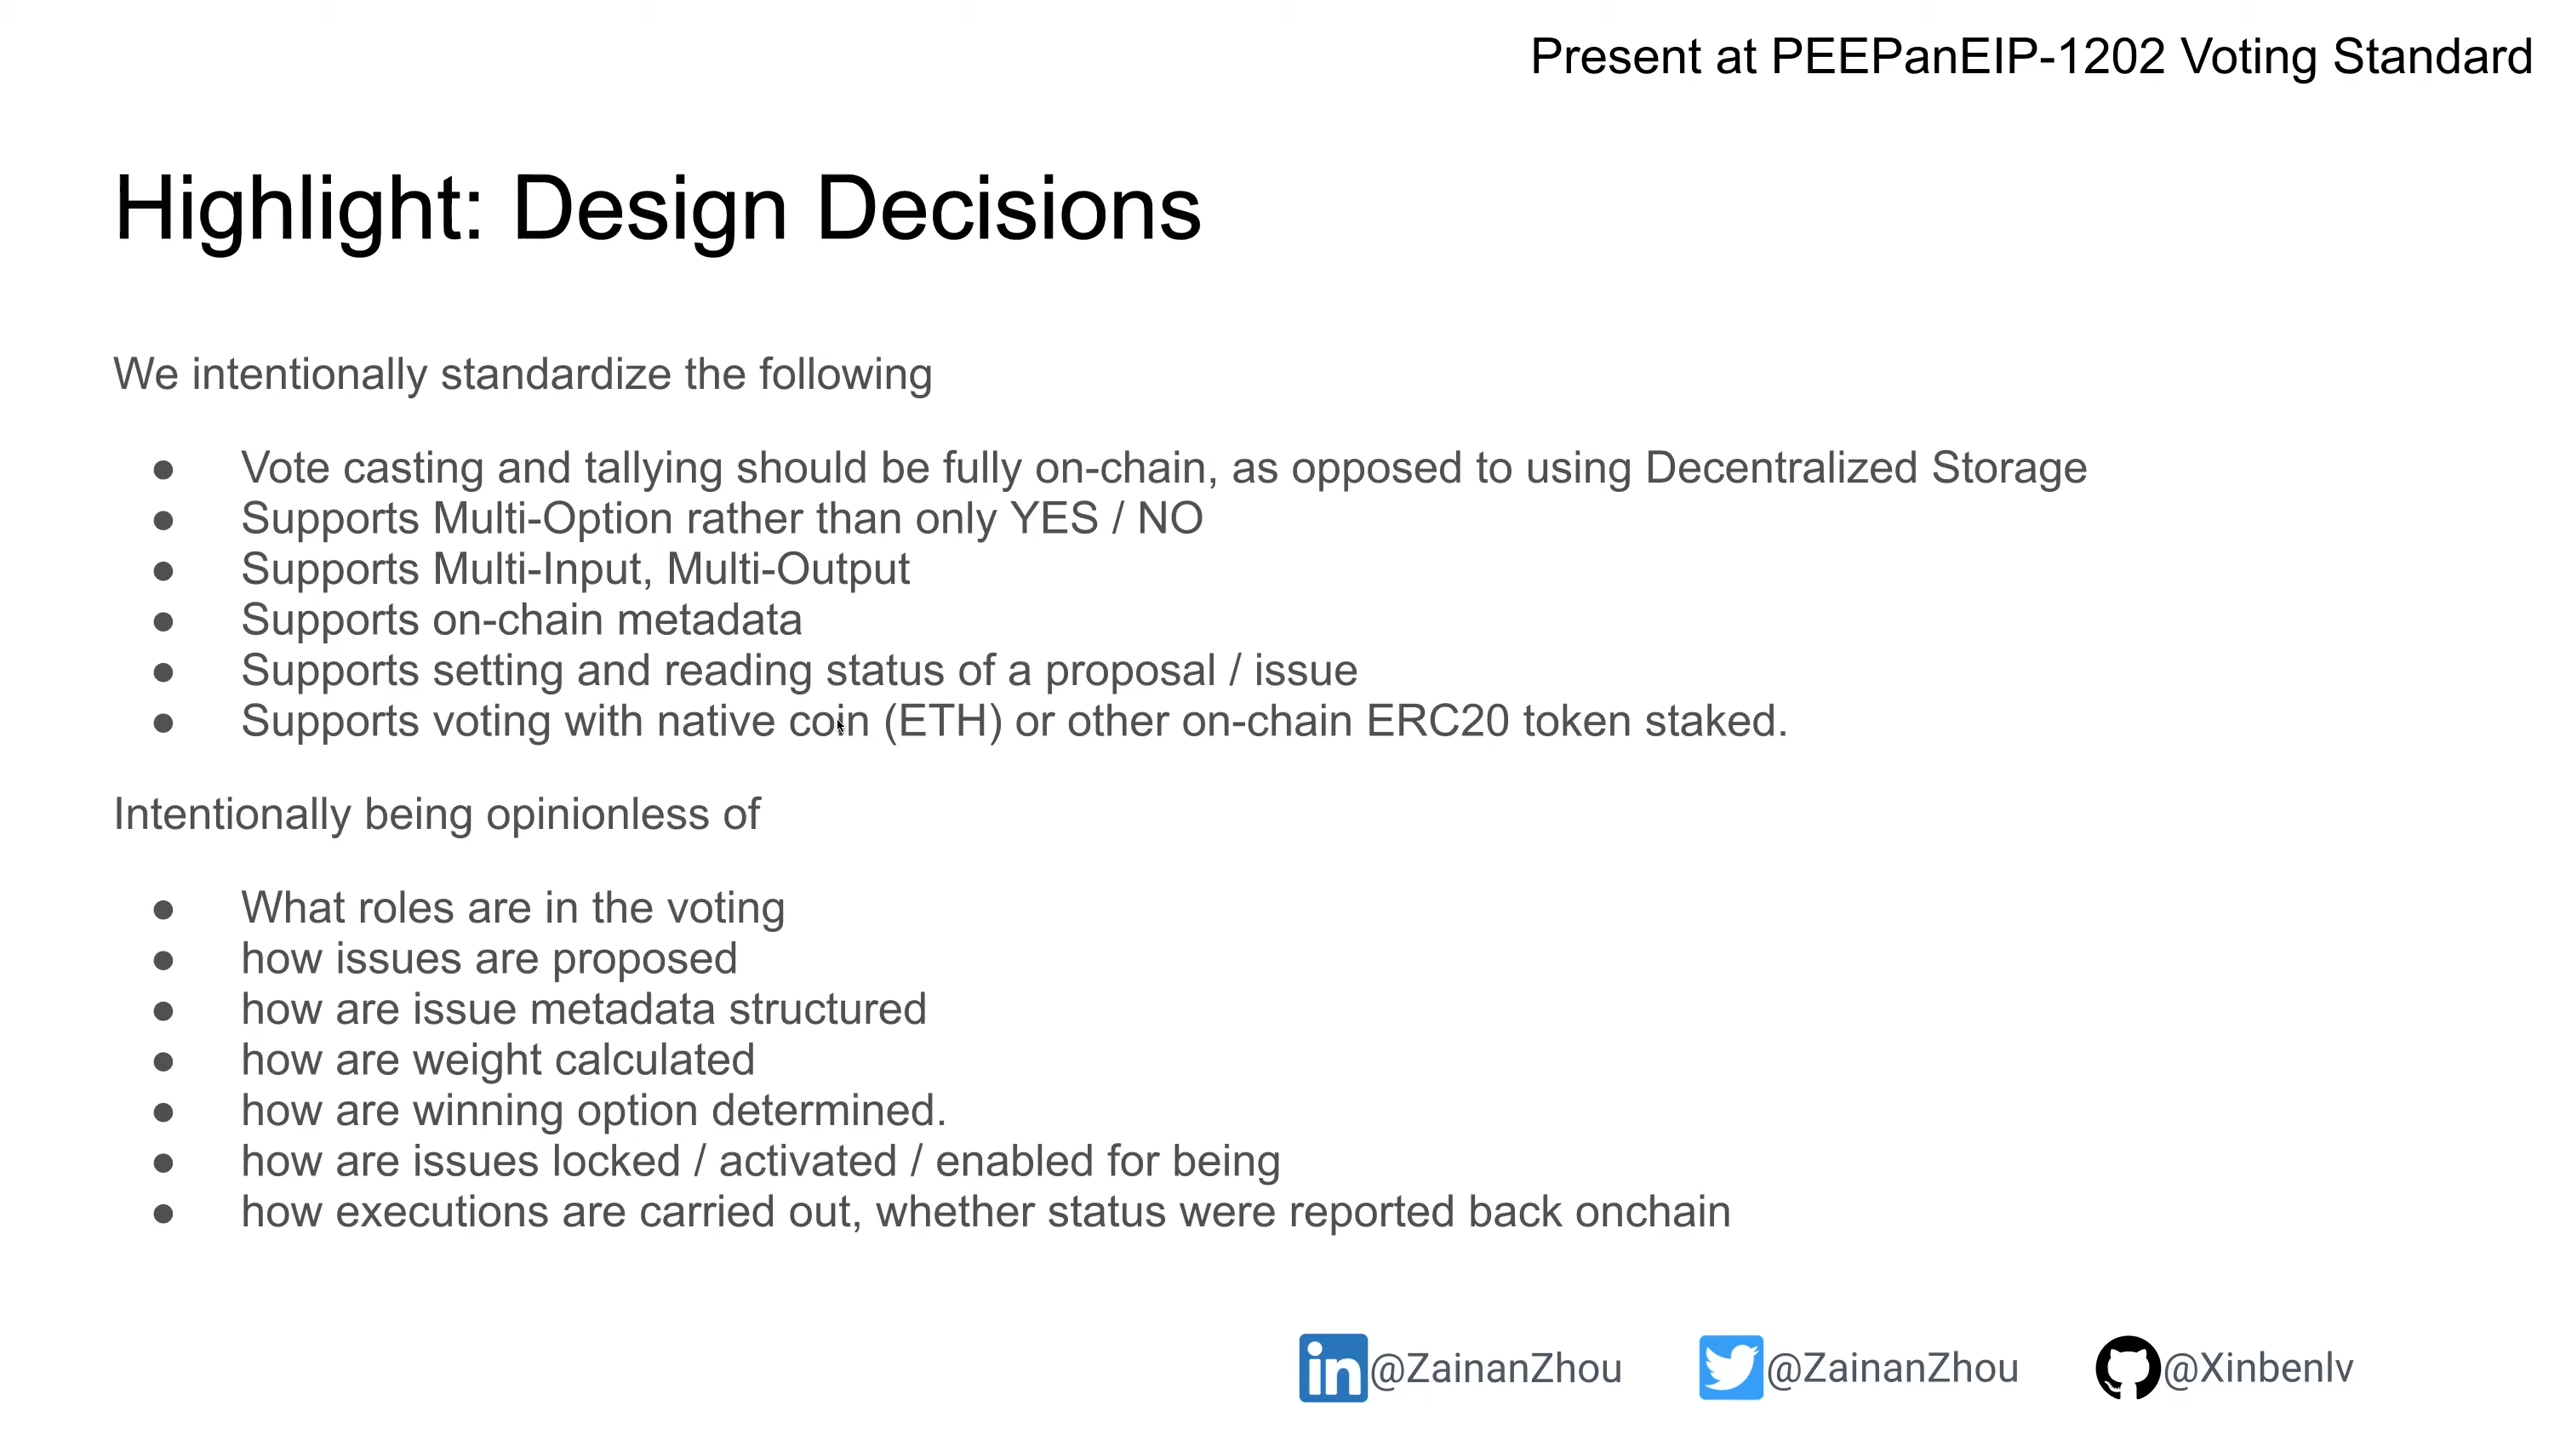 Present at PEEPanEIP-1202 Voting Standard
Highlight: Design Decisions
We intentionally standardize the following
● Vote casting and tallying should be fully on-chain, as opposed to using Decentralized Storage
● Supports Multi-Option rather than only YES / NO
● Supports Multi-Input, Multi-Output
● Supports on-chain metadata
● Supports setting and reading status of a proposal / issue
● Supports voting with native coin (ETH) or other on-chain ERC20 token staked.
Intentionally being opinionless of
● What roles are in the voting
● how issues are proposed
● how are issue metadata structured
● how are weight calculated
● how are winning option determined.
● how are issues locked / activated / enabled for being
● how executions are carried out, whether status were reported back onchain
in @ZainanZhou @ZainanZhou @Xinbenlv